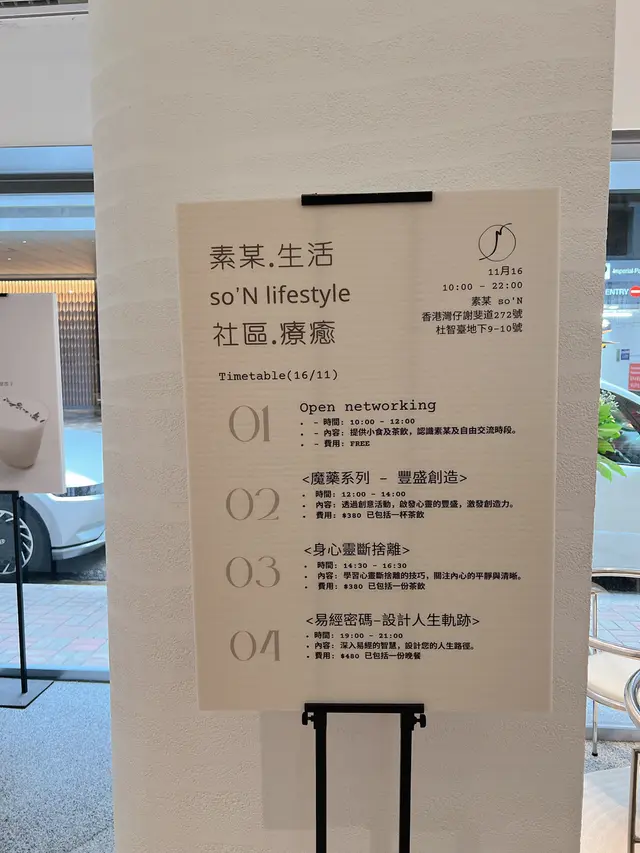 素某.生活
so'N lifestyle
社區.療癒
11月16
10:00 - 22:00
素某 so'N
香港灣仔謝斐道272號
杜智臺地下9-10號
Timetable(16/11)
01
Open networking
- 時間: 10:00 - 12:00
- 內容: 提供小食及茶飲，認識素某及自由交流時段。
- 費用: FREE
02
<魔藥系列 - 豐盛創造>
時間: 12:00 - 14:00
內容: 透過創意活動，啟發心靈的豐盛，激發創造力。
費用: $380 已包括一杯茶飲
03
<身心靈斷捨離>
時間: 14:30 - 16:30
內容: 學習心靈斷捨離的技巧，關注內心的平靜與清晰。
費用: $380 已包括一份茶飲
04
<易經密碼-設計人生軌跡>
時間: 19:00 - 21:00
內容: 深入易經的智慧，設計您的人生路徑。
費用: $480 已包括一份晚餐
ENTRY